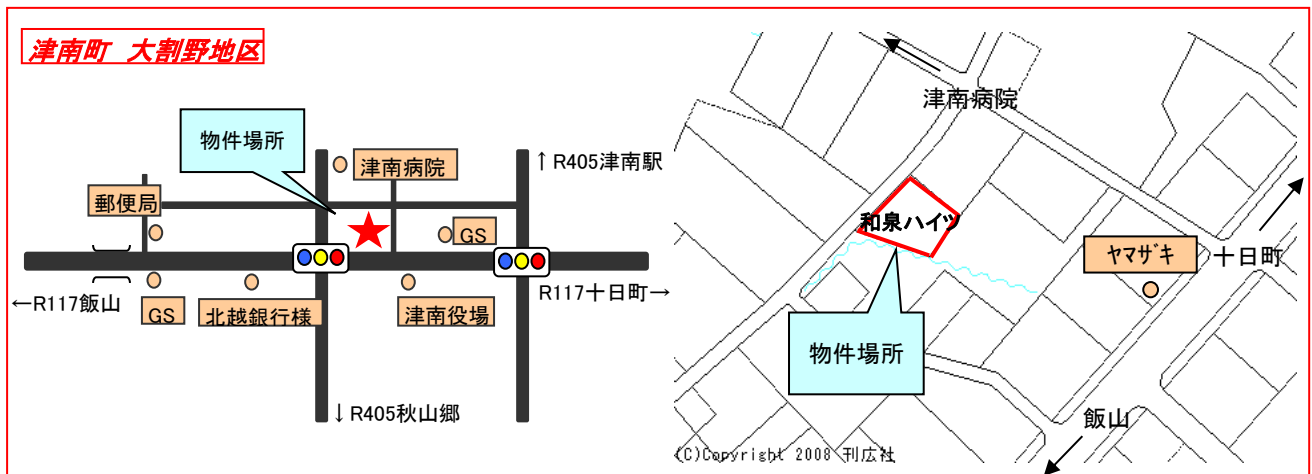 津南町 大割野地区
物件場所
津南病院
↑R405津南駅
郵便局
GS
←R117飯山
GS
北越銀行様
津南役場
R117十日町→
↓R405秋山郷
津南病院
和泉ハイツ
ヤマザキ
十日町
物件場所
飯山
(C)Copyright 2008 刊広社